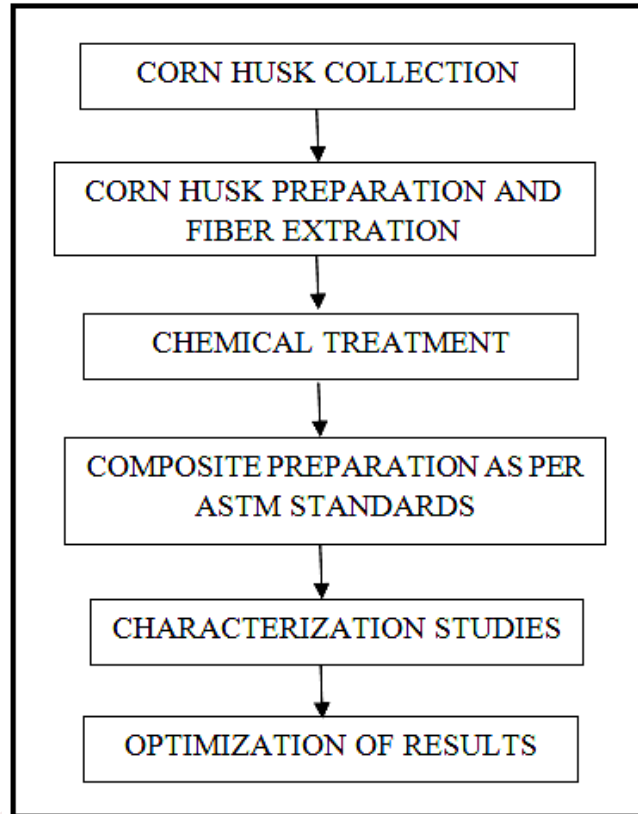 CORN HUSK COLLECTION
CORN HUSK PREPARATION AND
FIBER EXTRATION
CHEMICAL TREATMENT
COMPOSITE PREPARATION AS PER
ASTM STANDARDS
CHARACTERIZATION STUDIES
OPTIMIZATION OF RESULTS